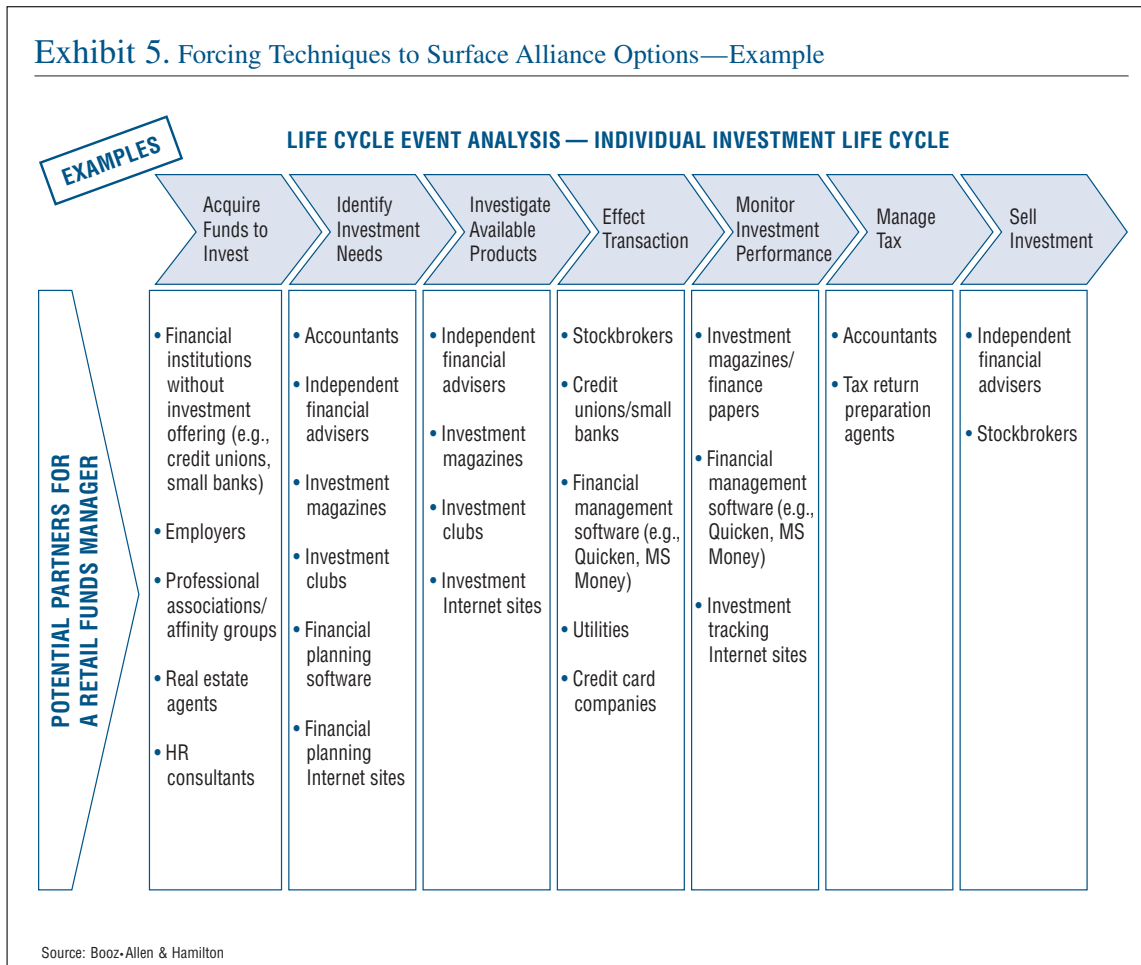 Exhibit 5. Forcing Techniques to Surface Alliance Options—Example
EXAMPLES
LIFE CYCLE EVENT ANALYSIS — INDIVIDUAL INVESTMENT LIFE CYCLE
Acquire
Funds to
Invest
Identify
Investment
Needs
Investigate
Available
Products
Effect
Transaction
Monitor
Investment
Performance
Manage
Tax
Sell
Investment
POTENTIAL PARTNERS FOR
A RETAIL FUNDS MANAGER
• Financial
institutions
without
investment
offering (e.g.,
credit unions,
small banks)
• Employers
• Professional
associations/
affinity groups
• Real estate
agents
• HR
consultants
• Accountants
• Independent
financial
advisers
• Investment
magazines
• Investment
clubs
• Financial
planning
software
• Financial
planning
Internet sites
• Independent
financial
advisers
• Investment
magazines
• Investment
clubs
• Investment
Internet sites
• Stockbrokers
• Credit
unions/small
banks
• Financial
management
software (e.g.,
Quicken, MS
Money)
• Utilities
• Credit card
companies
• Investment
magazines/
finance
papers
• Financial
management
software (e.g.,
Quicken, MS
Money)
• Investment
tracking
Internet sites
• Accountants
• Tax return
preparation
agents
• Independent
financial
advisers
• Stockbrokers
Source: Booz•Allen & Hamilton